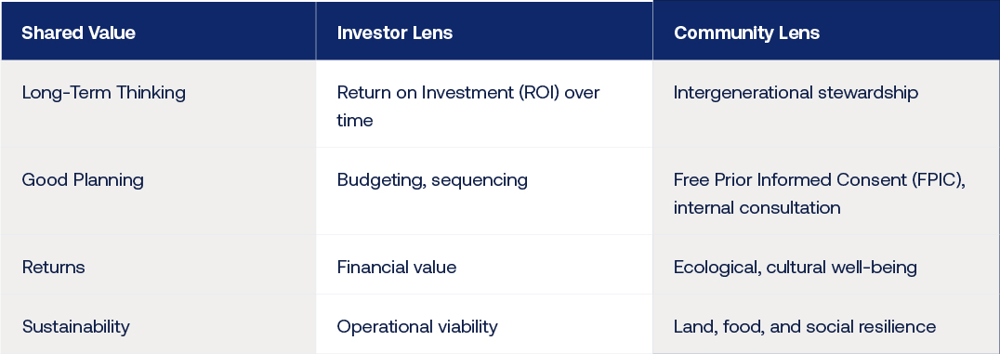 Shared Value
Investor Lens
Community Lens
Long-Term Thinking
Return on Investment (ROI) over
time
Intergenerational stewardship
Good Planning
Budgeting, sequencing
Free Prior Informed Consent (FPIC),
internal consultation
Returns
Financial value
Ecological, cultural well-being
Sustainability
Operational viability
Land, food, and social resilience